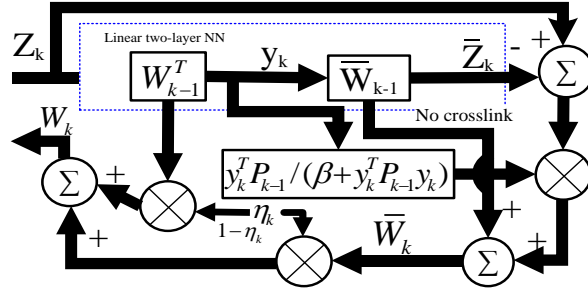 Z_k
Linear two-layer NN
W_{k-1}^T
y_k
W̅_{k-1}
Z̅_k
- +
Σ
No crosslink
W_k
y_k^T P_{k-1} /(β+ y_k^T P_{k-1} y_k)
+
Σ
+
η_k
1−η_k
W̅_k
+
+
Σ
+